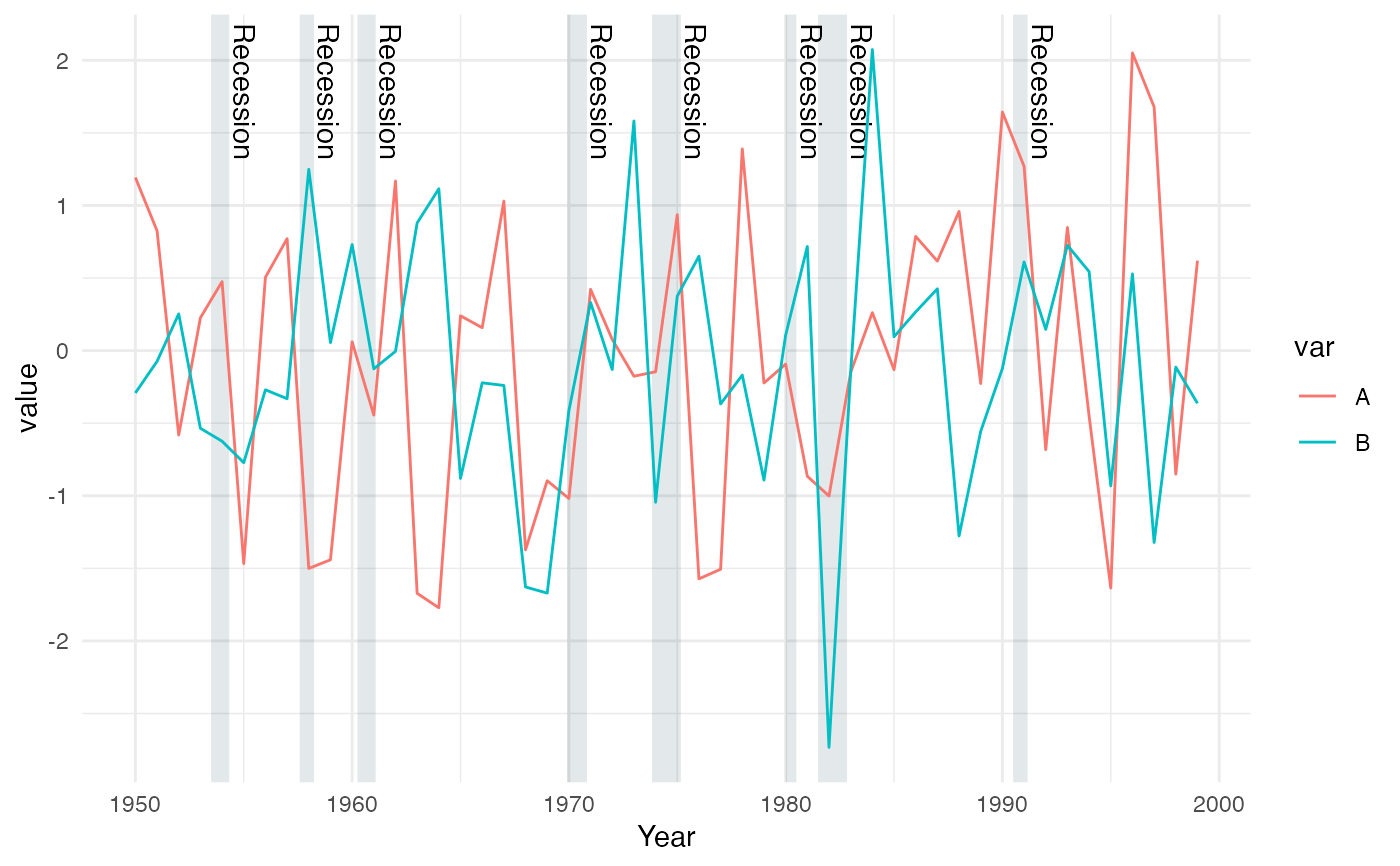 Recession
Recession
Recession
Recession
Recession
Recession
Recession
Recession
2
1
0
-1
-2
value
1950
1960
1970
1980
1990
2000
Year
var
A
B